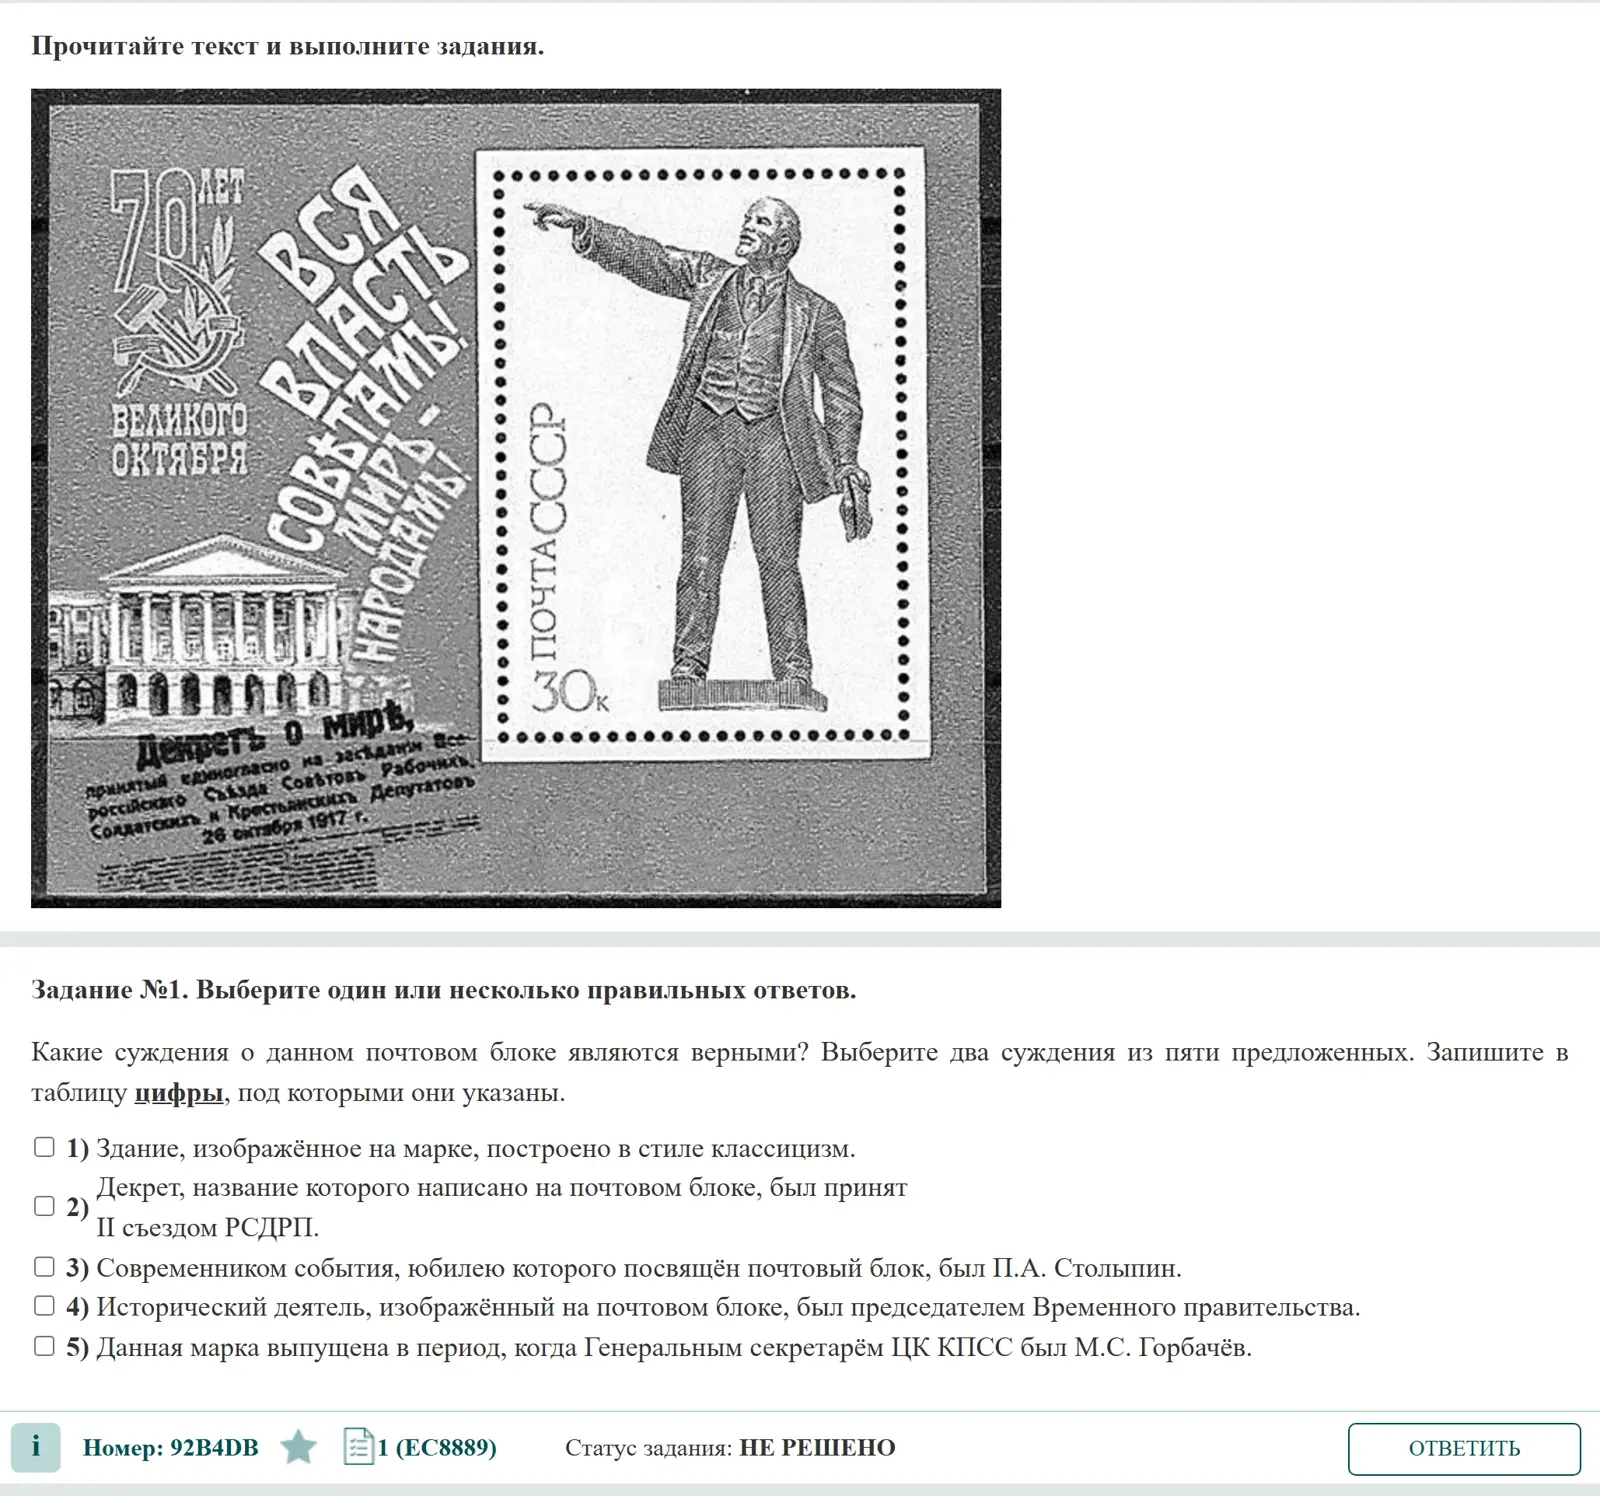 Прочитайте текст и выполните задания.
70 ЛЕТ
ВЕЛИКОГО
ОКТЯБРЯ
ВСЯ
ВЛАСТЬ
СОВѢТАМЪ!
МИРЪ -
НАРОДАМЪ!
ПОЧТА СССР
30к
Декретъ о мирѣ,
принятый единогласно на засѣданіи Все-
россійскаго Съѣзда Совѣтовъ Рабочихъ,
Солдатскихъ и Крестьянскихъ Депутатовъ
26 октября 1917 г.
Задание №1. Выберите один или несколько правильных ответов.
Какие суждения о данном почтовом блоке являются верными? Выберите два суждения из пяти предложенных. Запишите в
таблицу цифры, под которыми они указаны.
1) Здание, изображённое на марке, построено в стиле классицизм.
2) Декрет, название которого написано на почтовом блоке, был принят
II съездом РСДРП.
3) Современником события, юбилею которого посвящён почтовый блок, был П.А. Столыпин.
4) Исторический деятель, изображённый на почтовом блоке, был председателем Временного правительства.
5) Данная марка выпущена в период, когда Генеральным секретарём ЦК КПСС был М.С. Горбачёв.
i Номер: 92B4DB 1 (EC8889) Статус задания: НЕ РЕШЕНО ОТВЕТИТЬ